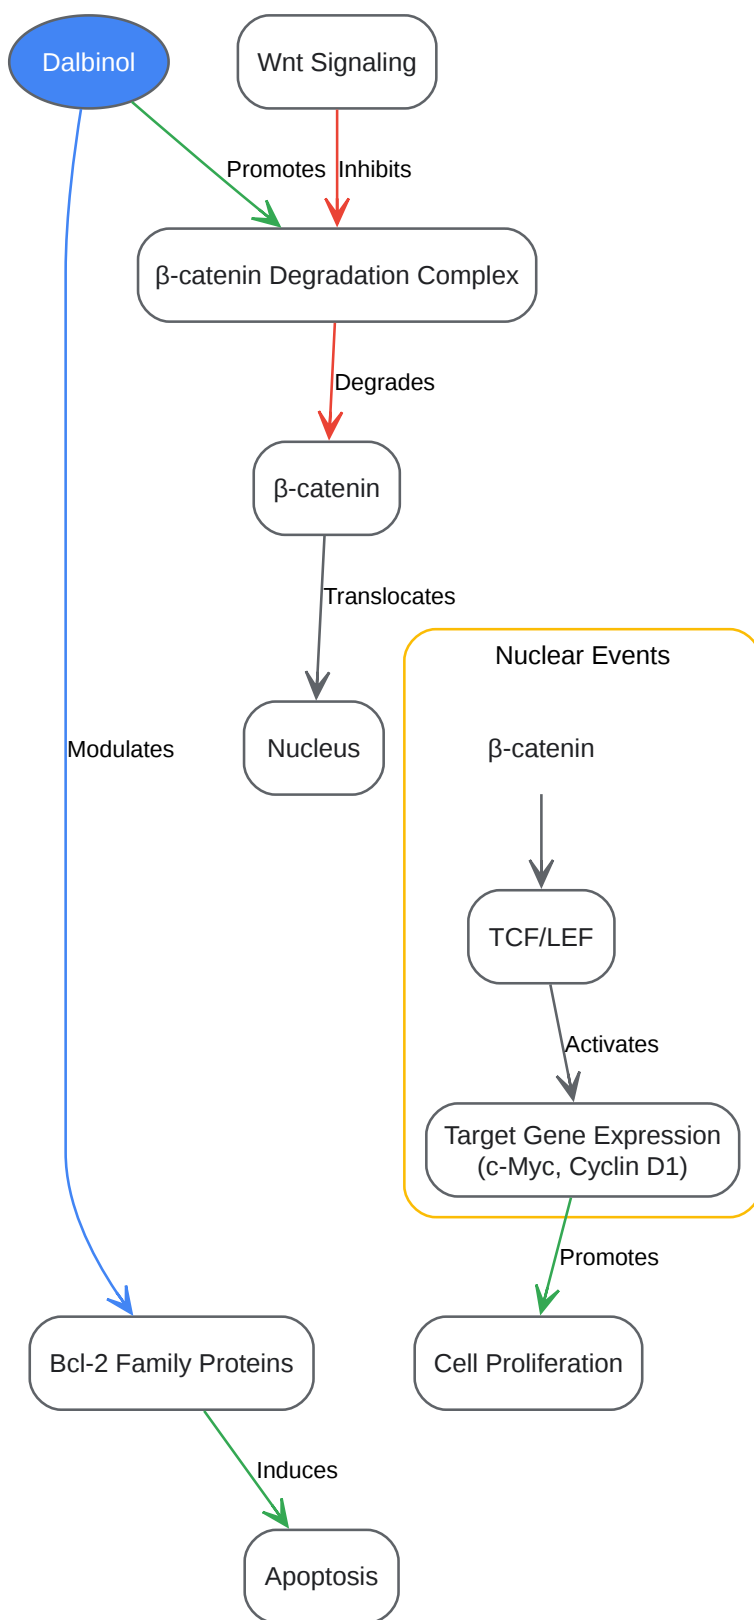 Dalbinol
Wnt Signaling
Promotes
Inhibits
β-catenin Degradation Complex
Degrades
β-catenin
Translocates
Nuclear Events
Nucleus
Modulates
β-catenin
TCF/LEF
Activates
Target Gene Expression
(c-Myc, Cyclin D1)
Promotes
Bcl-2 Family Proteins
Cell Proliferation
Induces
Apoptosis